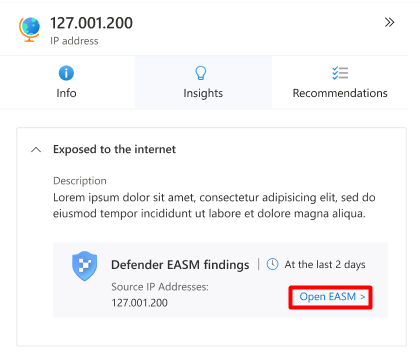 127.001.200
IP address
Info
Insights
Recommendations
Exposed to the internet
Description
Lorem ipsum dolor sit amet, consectetur adipisicing elit, sed do
eiusmod tempor incididunt ut labore et dolore magna aliqua.
Defender EASM findings | At the last 2 days
Source IP Addresses:
127.001.200
Open EASM >